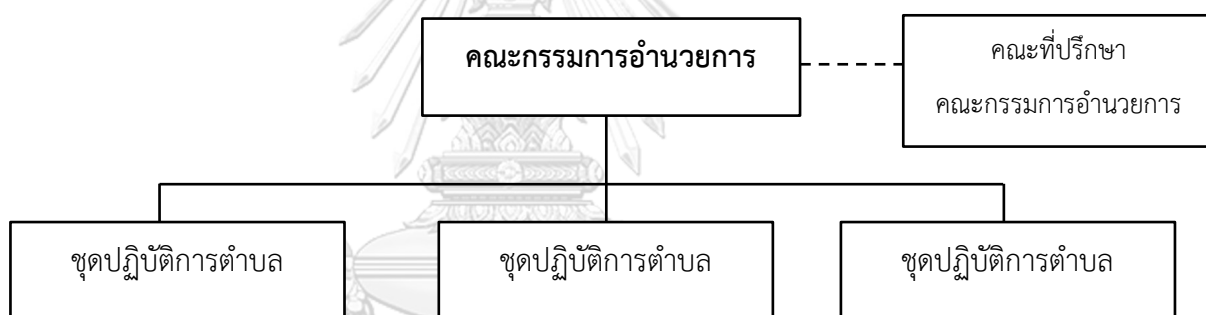 คณะกรรมการอำนวยการ
คณะที่ปรึกษา
คณะกรรมการอำนวยการ
ชุดปฏิบัติการตำบล
ชุดปฏิบัติการตำบล
ชุดปฏิบัติการตำบล